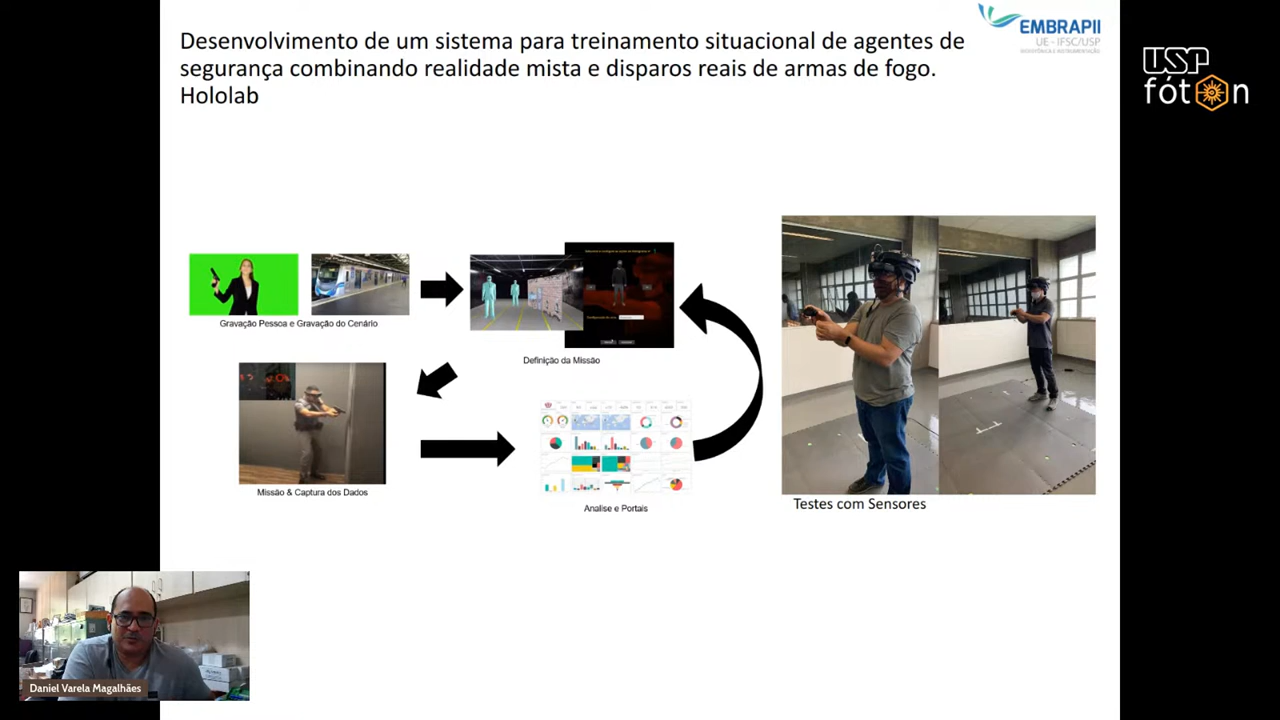 Desenvolvimento de um sistema para treinamento situacional de agentes de
segurança combinando realidade mista e disparos reais de armas de fogo.
Hololab
EMBRAPII
UE - IFSC/USP
USP
fóton
Gravação Pessoa e Gravação do Cenário
Definição da Missão
Missão & Captura dos Dados
Analise e Portais
Testes com Sensores
Daniel Varela Magalhães